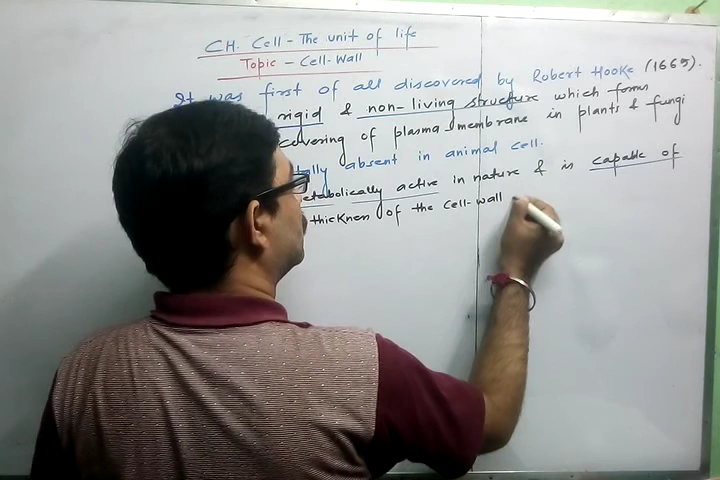 CH. Cell - The unit of life
Topic - Cell-Wall
It was first of all discovered by Robert Hooke (1665).
rigid & non-living structure which forms
covering of plasma membrane in plants & fungi
tally absent in animal cell.
etabolically active in nature & is capable of
thickness of the cell-wall